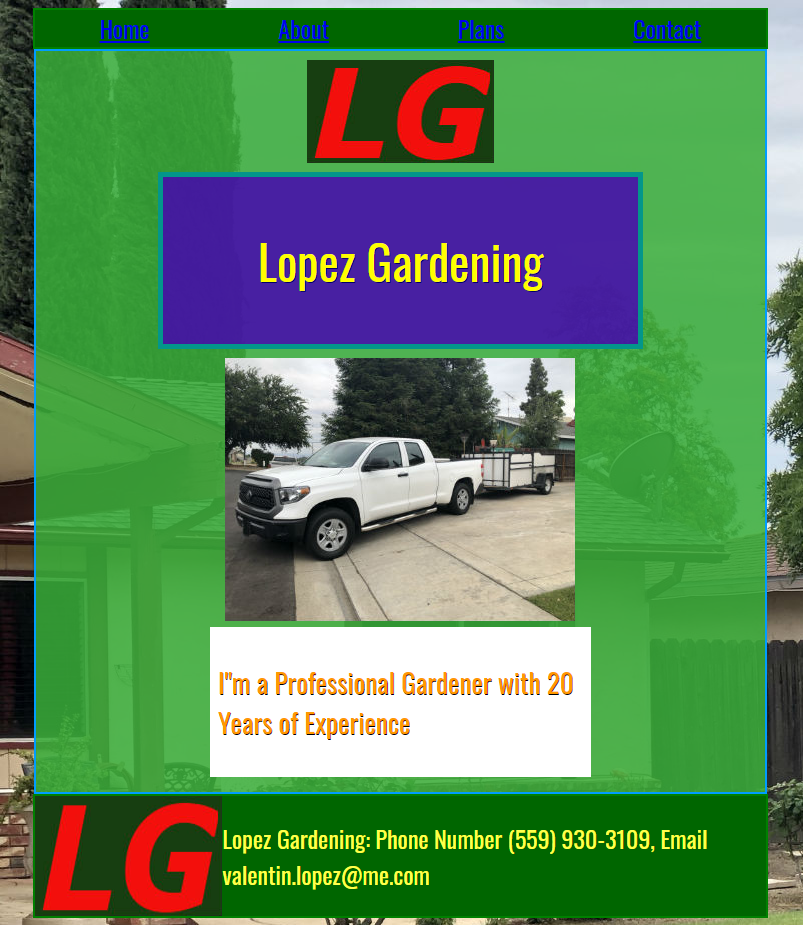 Home About Plans Contact
LG
Lopez Gardening
I"m a Professional Gardener with 20
Years of Experience
LG
Lopez Gardening: Phone Number (559) 930-3109, Email
valentin.lopez@me.com